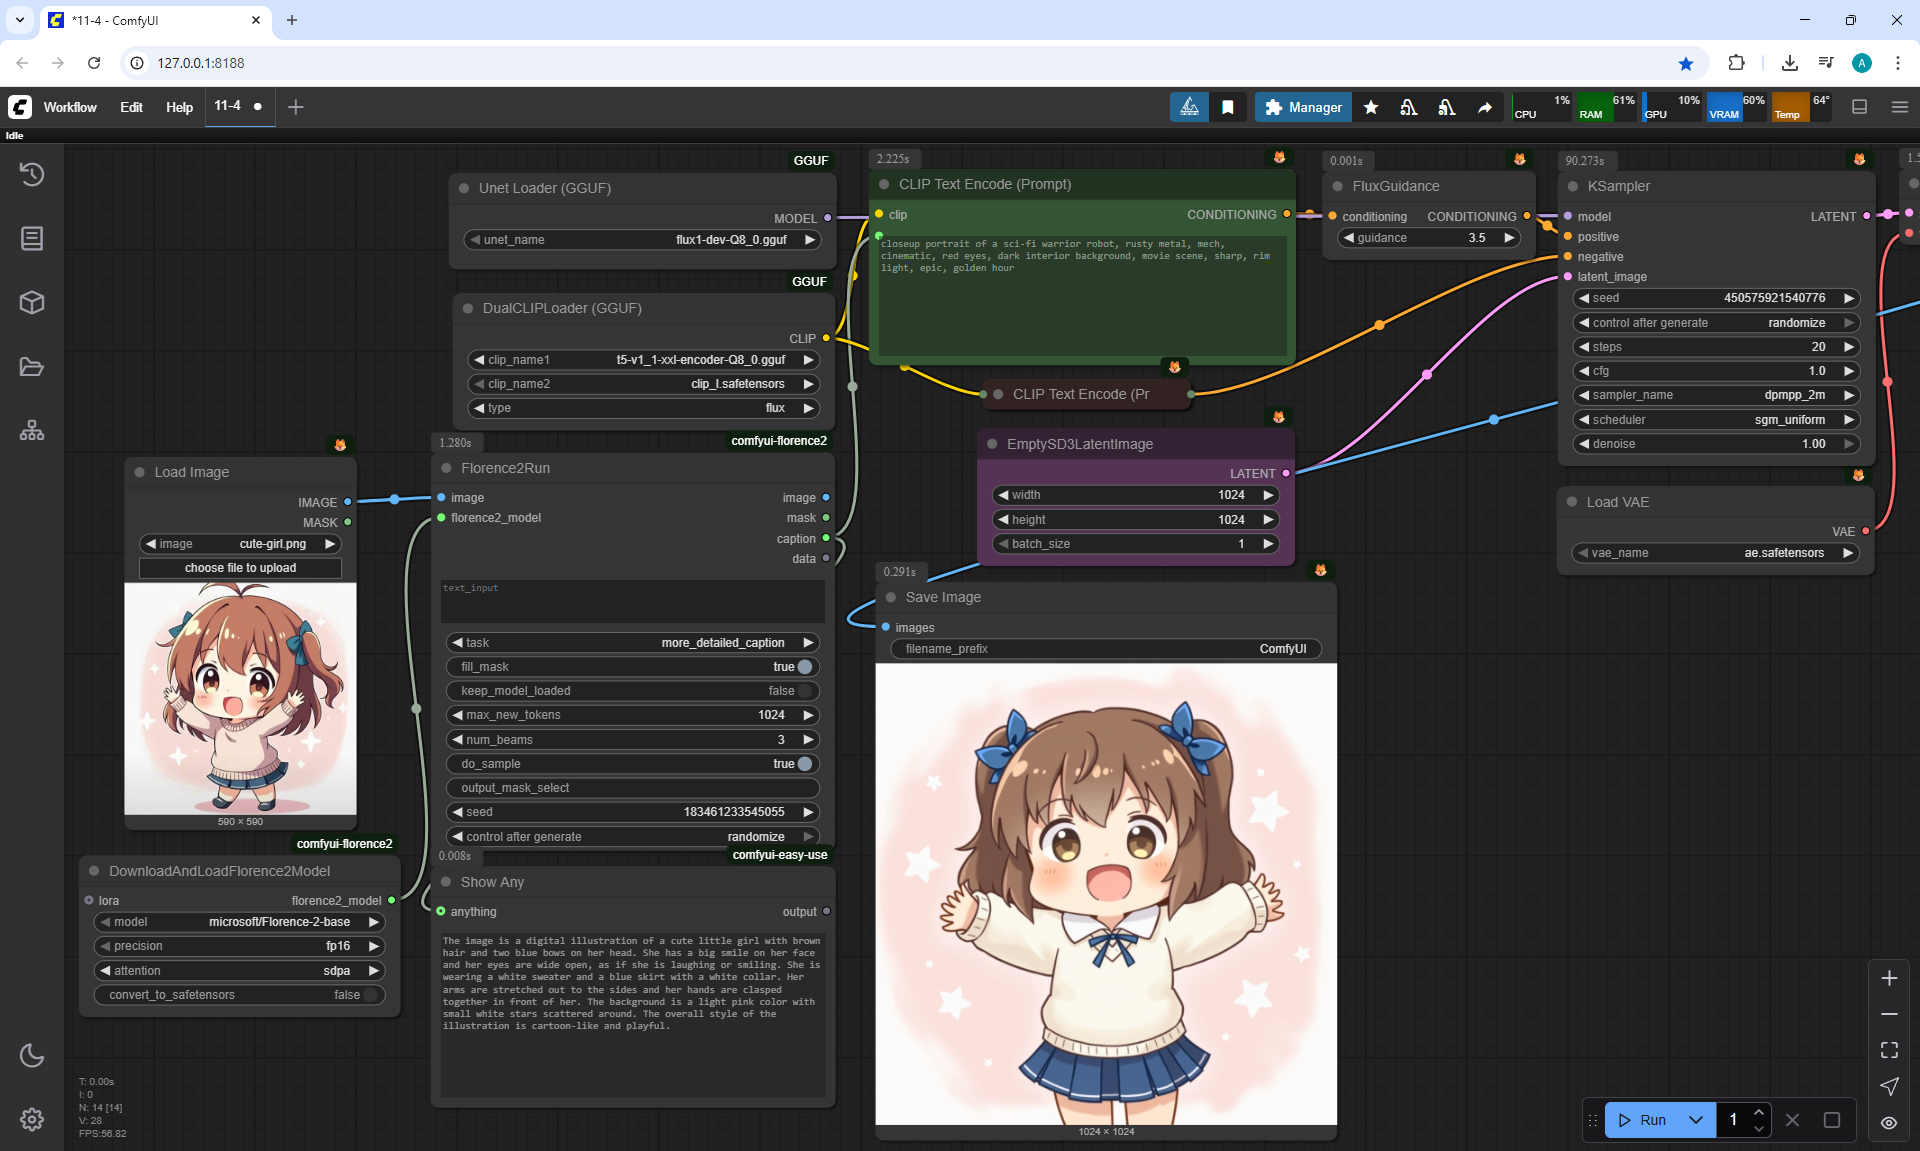 *11-4 - ComfyUI
127.0.0.1:8188
Workflow Edit Help 11-4
Manager
CPU 1% RAM 61% GPU 10% VRAM 60% Temp 64°
Idle
GGUF
Unet Loader (GGUF)
MODEL
unet_name flux1-dev-Q8_0.gguf
GGUF
DualCLIPLoader (GGUF)
CLIP
clip_name1 t5-v1_1-xxl-encoder-Q8_0.gguf
clip_name2 clip_l.safetensors
type flux
2.225s
CLIP Text Encode (Prompt)
clip CONDITIONING
closeup portrait of a sci-fi warrior robot, rusty metal, mech,
cinematic, red eyes, dark interior background, movie scene, sharp, rim
light, epic, golden hour
CLIP Text Encode (Pr
0.001s
FluxGuidance
conditioning CONDITIONING
guidance 3.5
90.273s
KSampler
model LATENT
positive
negative
latent_image
seed 450575921540776
control after generate randomize
steps 20
cfg 1.0
sampler_name dpmpp_2m
scheduler sgm_uniform
denoise 1.00
1.5
Load VAE
VAE
vae_name ae.safetensors
EmptySD3LatentImage
LATENT
width 1024
height 1024
batch_size 1
Load Image
IMAGE
MASK
image cute-girl.png
choose file to upload
590 × 590
comfyui-florence2
DownloadAndLoadFlorence2Model
lora florence2_model
model microsoft/Florence-2-base
precision fp16
attention sdpa
convert_to_safetensors false
1.280s comfyui-florence2
Florence2Run
image image
florence2_model mask
caption
data
text_input
task more_detailed_caption
fill_mask true
keep_model_loaded false
max_new_tokens 1024
num_beams 3
do_sample true
output_mask_select
seed 183461233545055
control after generate randomize
0.008s comfyui-easy-use
Show Any
anything output
The image is a digital illustration of a cute little girl with brown
hair and two blue bows on her head. She has a big smile on her face
and her eyes are wide open, as if she is laughing or smiling. She is
wearing a white sweater and a blue skirt with a white collar. Her
arms are stretched out to the sides and her hands are clasped
together in front of her. The background is a light pink color with
small white stars scattered around. The overall style of the
illustration is cartoon-like and playful.
0.291s
Save Image
images
filename_prefix ComfyUI
1024 × 1024
T: 0.00s
I: 0
N: 14 [14]
V: 28
FPS:56.82
Run 1
A